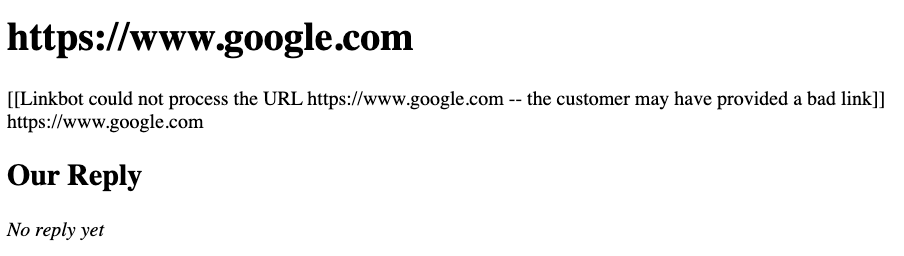 https://www.google.com
[[Linkbot could not process the URL https://www.google.com -- the customer may have provided a bad link]]
https://www.google.com
Our Reply
No reply yet